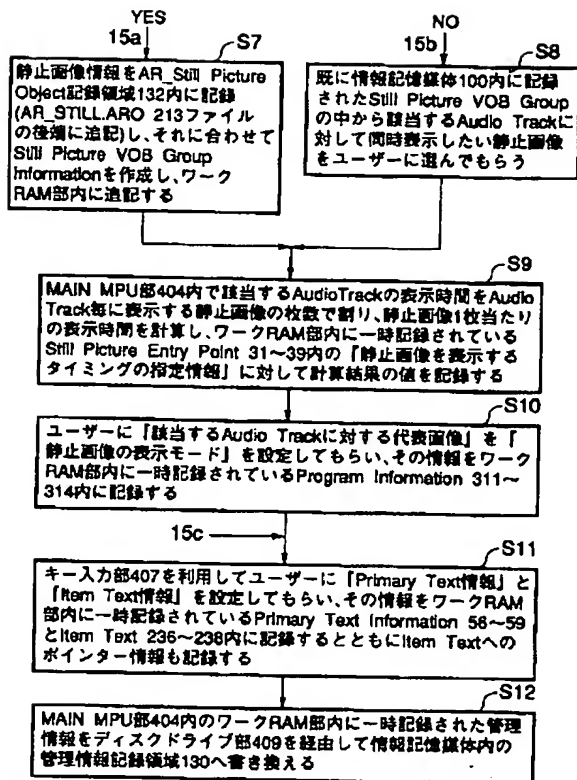 YES
15a
S7
静止画像情報をAR_Still Picture
Object記録領域132内に記録
(AR_STILL.ARO 213ファイル
の後端に追記)し、それに合わせて
Still Picture VOB Group
Informationを作成し、ワーク
RAM部内に追記する
NO
15b
S8
既に情報記憶媒体100内に記録
されたStill Picture VOB Group
の中から該当するAudio Trackに
対して同時表示したい静止画像
をユーザーに選んでもらう
S9
MAIN MPU部404内で該当するAudioTrackの表示時間をAudio
Track毎に表示する静止画像の枚数で割り、静止画像1枚当たり
の表示時間を計算し、ワークRAM部内に一時記録されている
Still Picture Entry Point 31～39内の『静止画像を表示する
タイミングの指定情報』に対して計算結果の値を記録する
S10
ユーザーに『該当するAudio Trackに対する代表画像』を『
静止画像の表示モード』を設定してもらい、その情報をワーク
RAM部内に一時記録されているProgram Information 311～
314内に記録する
15c
S11
キー入力部407を利用してユーザーに『Primary Text情報』と
『Item Text情報』を設定してもらい、その情報をワークRAM
部内に一時記録されているPrimary Text Information 56～59
とItem Text 236～238内に記録するとともにItem Textへの
ポインター情報も記録する
S12
MAIN MPU部404内のワークRAM部内に一時記録された管理
情報をディスクドライブ部409を経由して情報記憶媒体内の
管理情報記録領域130へ書き換える